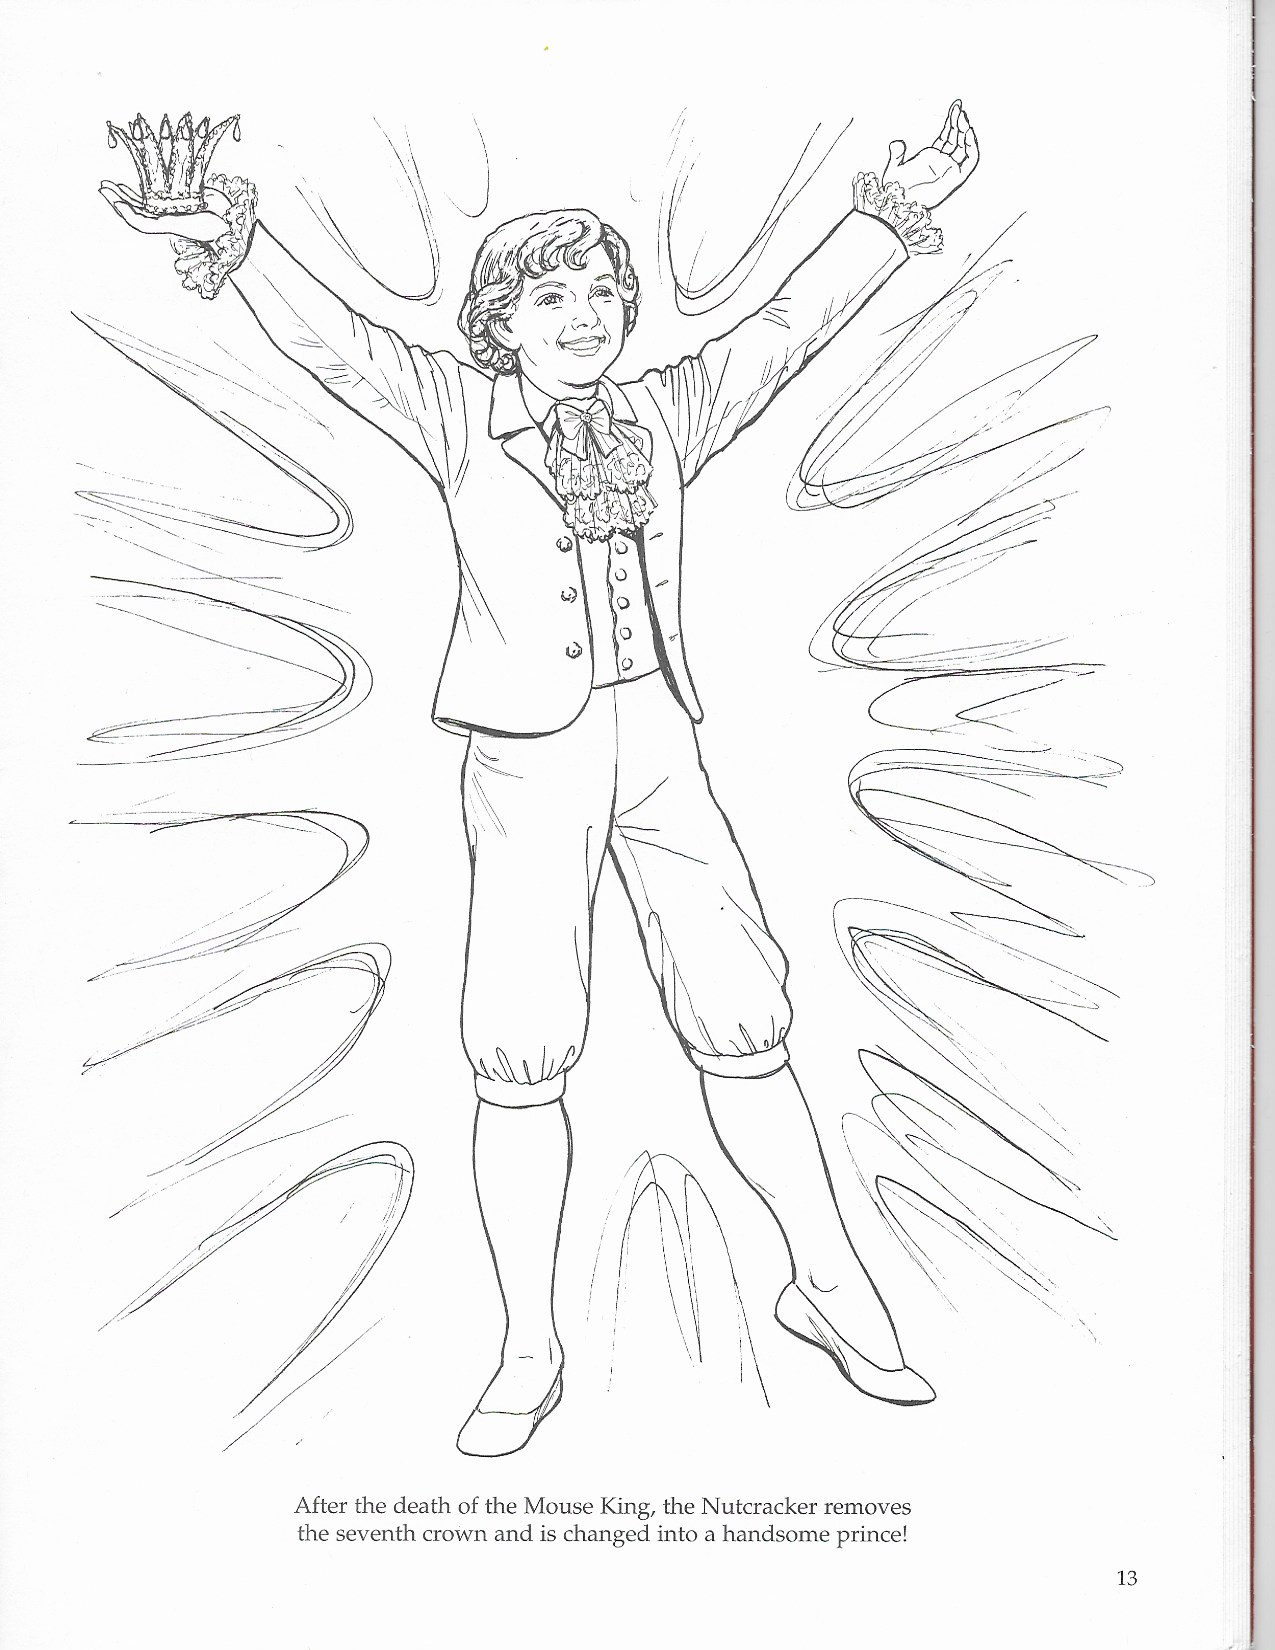 After the death of the Mouse King, the Nutcracker removes
the seventh crown and is changed into a handsome prince!
13